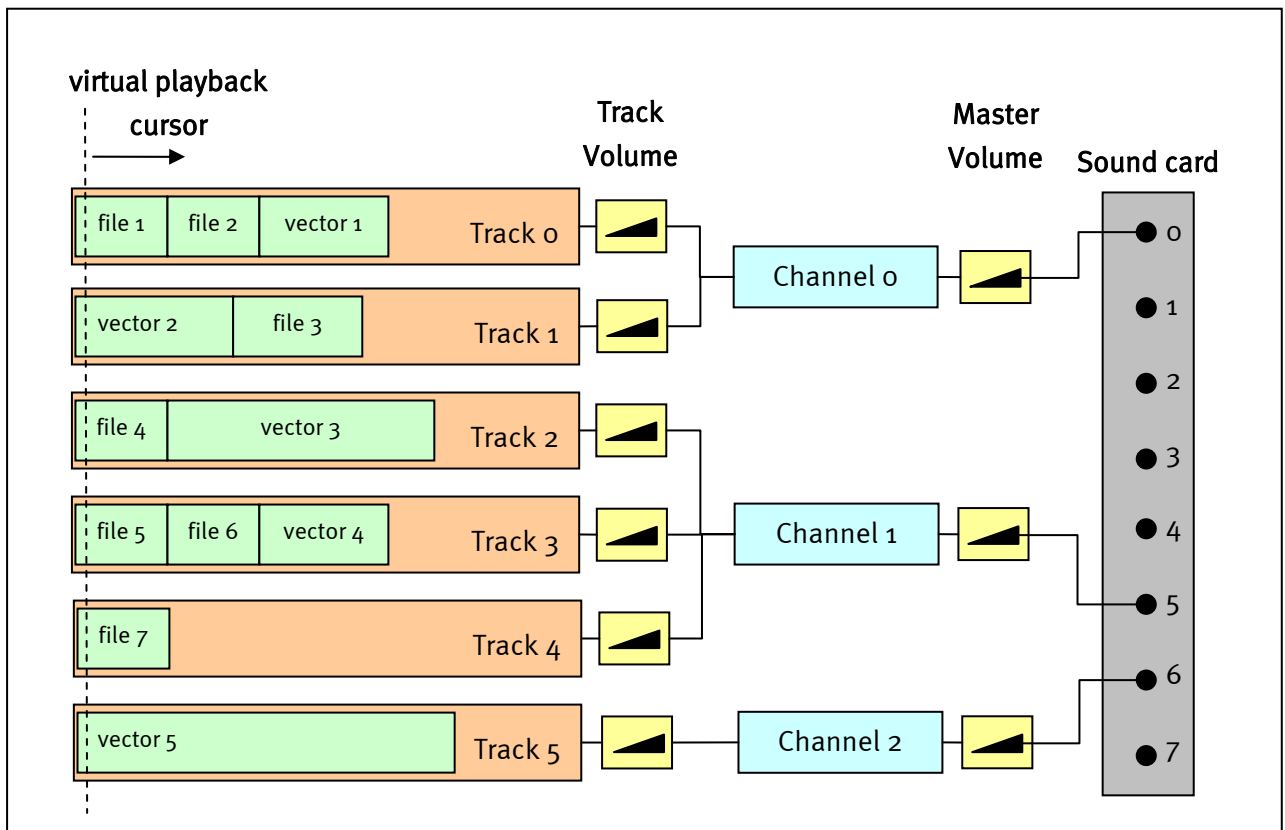 virtual playback
cursor
Track
Volume
Master
Volume
Sound card
file 1
file 2
vector 1
Track 0
Channel 0
0
1
2
3
4
5
6
7
vector 2
file 3
Track 1
file 4
vector 3
Track 2
file 5
file 6
vector 4
Track 3
Channel 1
file 7
Track 4
vector 5
Track 5
Channel 2